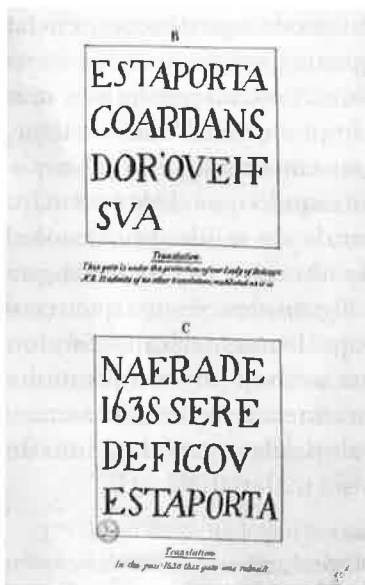 B
ESTAPORTA
COARDANS
DOR'OVEHF
SVA
Translation.
This gate is under the protection of our Lady of
C
NAERADE
1638 SERE
DEFICOV
ESTAPORTA
Translation
In the year 1638 this gate was rebuilt